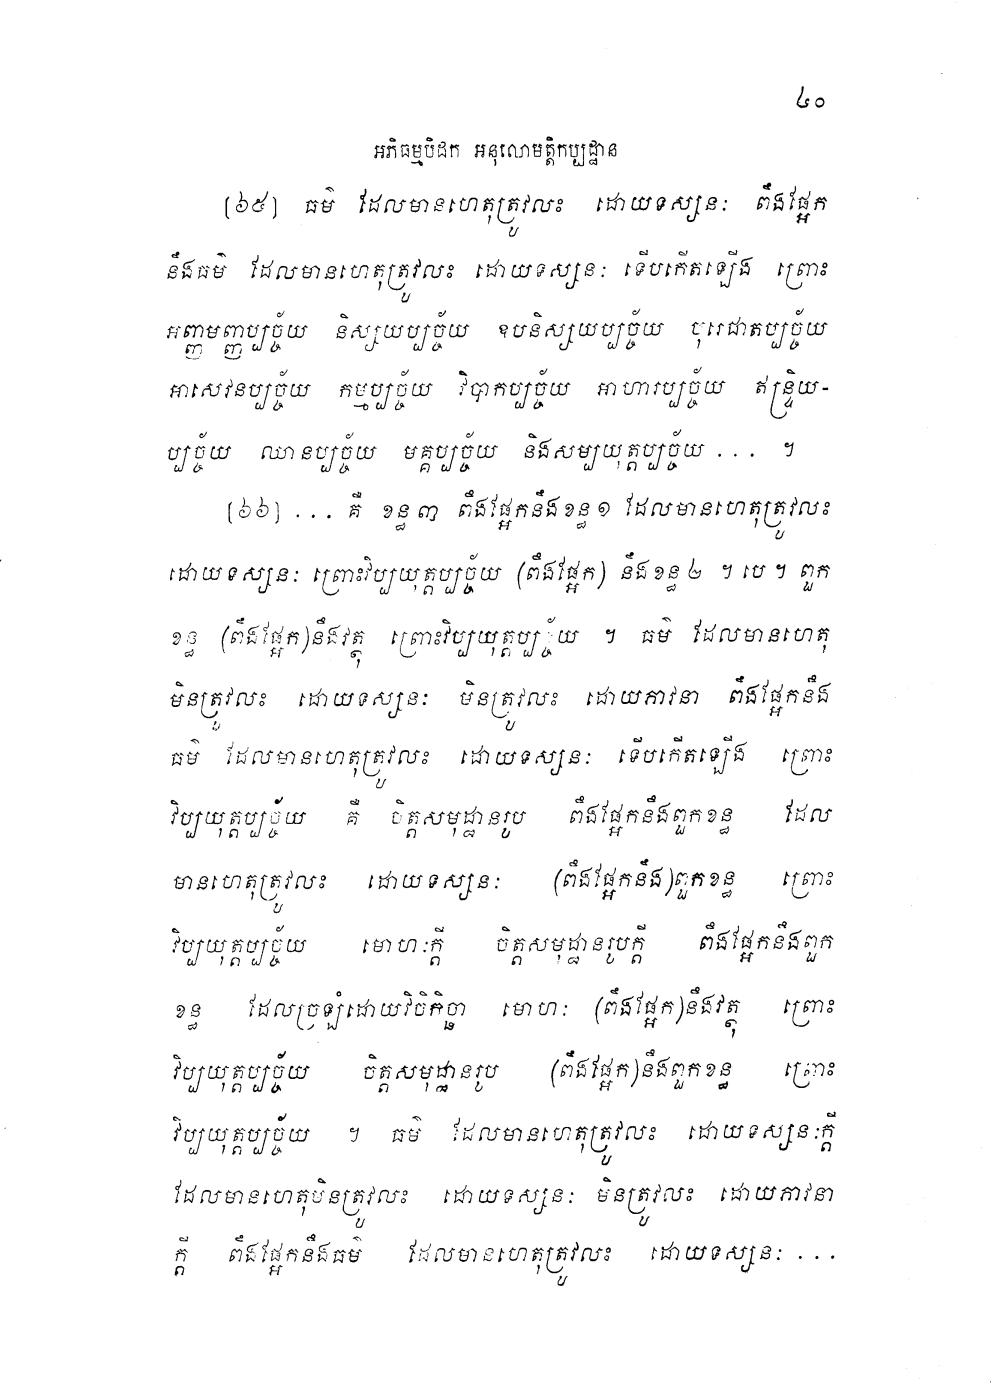 ៤០
អភិធម្មបិដក អនុលោមត្តិកប្បដ្ឋាន
[៦៥] ធម៌ ដែលមានហេតុត្រូវលះ ដោយទស្សនៈ ពឹងផ្អែក
នឹងធម៌ ដែលមានហេតុត្រូវលះ ដោយទស្សនៈ ទើបកើតឡើង ព្រោះ
អញ្ញមញ្ញប្បច្ច័យ និស្សយប្បច្ច័យ ឧបនិស្សយប្បច្ច័យ បុរេជាតប្បច្ច័យ
អាសេវនប្បច្ច័យ កម្មប្បច្ច័យ វិបាកប្បច្ច័យ អាហារប្បច្ច័យ ឥន្ទ្រិយ-
ប្បច្ច័យ ឈានប្បច្ច័យ មគ្គប្បច្ច័យ និងសម្បយុត្តប្បច្ច័យ ... ។
[៦៦] ... គឺ ខន្ធ ៣ ពឹងផ្អែកនឹងខន្ធ ១ ដែលមានហេតុត្រូវលះ
ដោយទស្សនៈ ព្រោះវិប្បយុត្តប្បច្ច័យ (ពឹងផ្អែក) នឹងខន្ធ ២ ។ បេ ។ ពួក
ខន្ធ (ពឹងផ្អែក)នឹងវត្ថុ ព្រោះវិប្បយុត្តប្បច្ច័យ ។ ធម៌ ដែលមានហេតុ
មិនត្រូវលះ ដោយទស្សនៈ មិនត្រូវលះ ដោយភាវនា ពឹងផ្អែកនឹង
ធម៌ ដែលមានហេតុត្រូវលះ ដោយទស្សនៈ ទើបកើតឡើង ព្រោះ
វិប្បយុត្តប្បច្ច័យ គឺ ចិត្តសមុដ្ឋានរូប ពឹងផ្អែកនឹងពួកខន្ធ ដែល
មានហេតុត្រូវលះ ដោយទស្សនៈ (ពឹងផ្អែកនឹង)ពួកខន្ធ ព្រោះ
វិប្បយុត្តប្បច្ច័យ មោហៈក្តី ចិត្តសមុដ្ឋានរូបក្តី ពឹងផ្អែកនឹងពួក
ខន្ធ ដែលច្រឡំដោយវិចិកិច្ឆា មោហៈ (ពឹងផ្អែក)នឹងវត្ថុ ព្រោះ
វិប្បយុត្តប្បច្ច័យ ចិត្តសមុដ្ឋានរូប (ពឹងផ្អែក)នឹងពួកខន្ធ ព្រោះ
វិប្បយុត្តប្បច្ច័យ ។ ធម៌ ដែលមានហេតុត្រូវលះ ដោយទស្សនៈក្តី
ដែលមានហេតុមិនត្រូវលះ ដោយទស្សនៈ មិនត្រូវលះ ដោយភាវនា
ក្តី ពឹងផ្អែកនឹងធម៌ ដែលមានហេតុត្រូវលះ ដោយទស្សនៈ ...